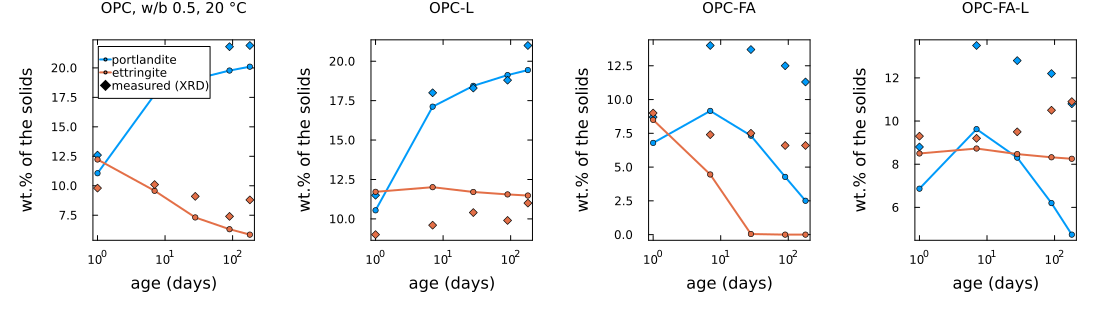 OPC, w/b 0.5, 20 °C
OPC-L
OPC-FA
OPC-FA-L
portlandite
ettringite
measured (XRD)
wt.% of the solids
20.0
17.5
15.0
12.5
10.0
7.5
10⁰
10¹
10²
age (days)
wt.% of the solids
20.0
17.5
15.0
12.5
10.0
10⁰
10¹
10²
age (days)
wt.% of the solids
12.5
10.0
7.5
5.0
2.5
0.0
10⁰
10¹
10²
age (days)
wt.% of the solids
12
10
8
6
10⁰
10¹
10²
age (days)